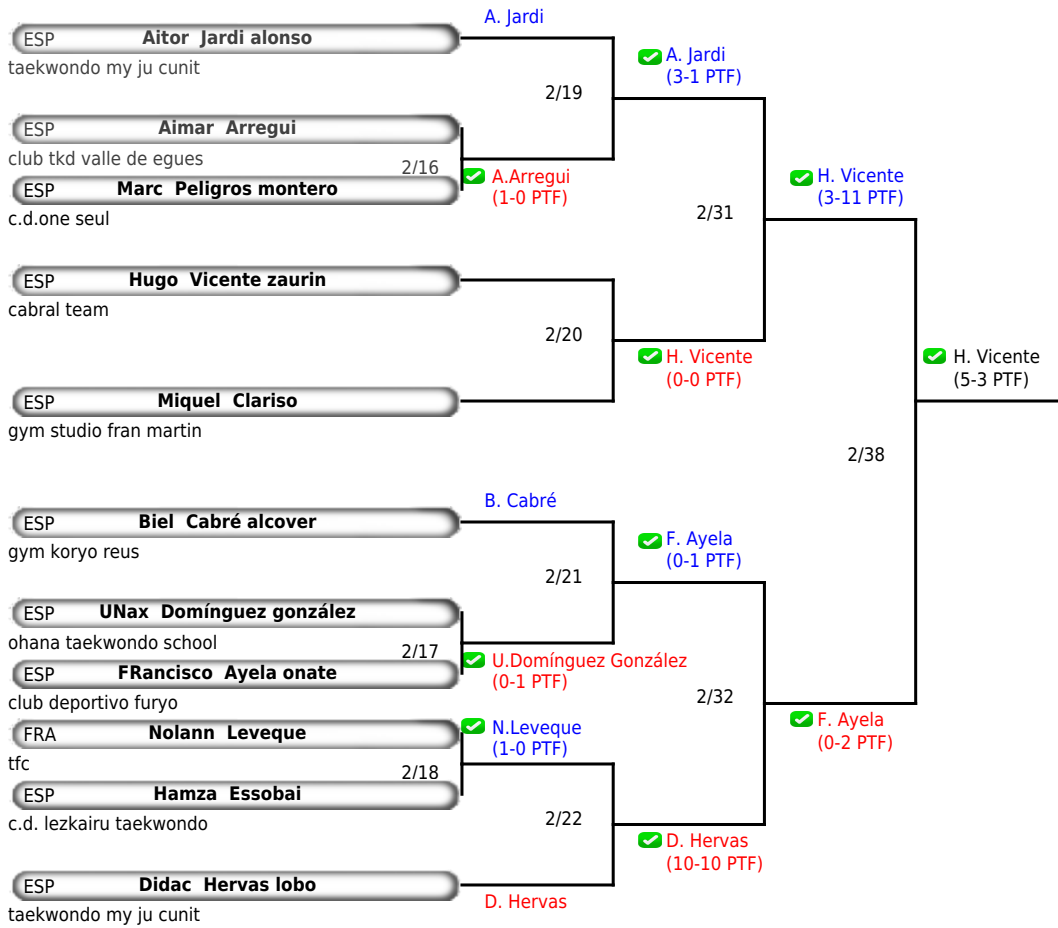 A. Jardi
ESP Aitor Jardi alonso
taekwondo my ju cunit
A. Jardi
(3-1 PTF)
2/19
ESP Aimar Arregui
club tkd valle de egues
2/16
A.Arregui
(1-0 PTF)
ESP Marc Peligros montero
c.d.one seul
H. Vicente
(3-11 PTF)
2/31
ESP Hugo Vicente zaurin
cabral team
2/20
H. Vicente
(0-0 PTF)
H. Vicente
(5-3 PTF)
ESP Miquel Clariso
gym studio fran martin
2/38
B. Cabré
ESP Biel Cabré alcover
gym koryo reus
F. Ayela
(0-1 PTF)
2/21
ESP UNax Domínguez gonzález
ohana taekwondo school
2/17
U.Domínguez González
(0-1 PTF)
ESP FRancisco Ayela onate
club deportivo furyo
2/32
N.Leveque
(1-0 PTF)
FRA Nolann Leveque
tfc
F. Ayela
(0-2 PTF)
2/18
ESP Hamza Essobai
c.d. lezkairu taekwondo
2/22
D. Hervas
(10-10 PTF)
ESP Didac Hervas lobo
taekwondo my ju cunit
D. Hervas